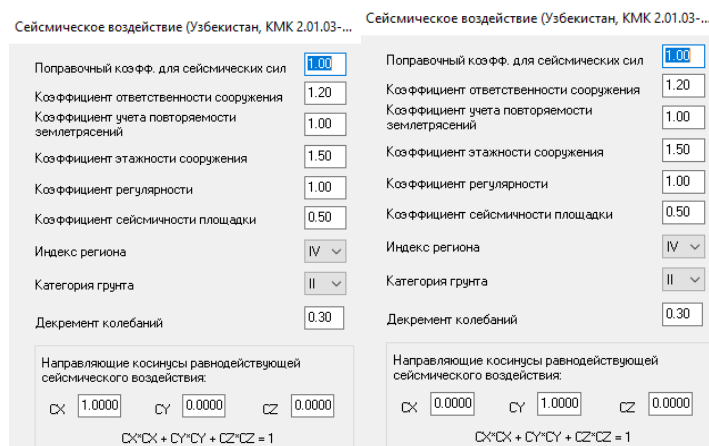 Сейсмическое воздействие (Узбекистан, КМК 2.01.03-...
Поправочный коэфф. для сейсмических сил 1.00
Коэффициент ответственности сооружения 1.20
Коэффициент учета повторяемости
землетрясений 1.00
Коэффициент этажности сооружения 1.50
Коэффициент регулярности 1.00
Коэффициент сейсмичности площадки 0.50
Индекс региона IV
Категория грунта II
Декремент колебаний 0.30
Направляющие косинусы равнодействующей
сейсмического воздействия:
CX 1.0000 CY 0.0000 CZ 0.0000
CX*CX + CY*CY + CZ*CZ = 1
Сейсмическое воздействие (Узбекистан, КМК 2.01.03-...
Поправочный коэфф. для сейсмических сил 1.00
Коэффициент ответственности сооружения 1.20
Коэффициент учета повторяемости
землетрясений 1.00
Коэффициент этажности сооружения 1.50
Коэффициент регулярности 1.00
Коэффициент сейсмичности площадки 0.50
Индекс региона IV
Категория грунта II
Декремент колебаний 0.30
Направляющие косинусы равнодействующей
сейсмического воздействия:
CX 0.0000 CY 1.0000 CZ 0.0000
CX*CX + CY*CY + CZ*CZ = 1